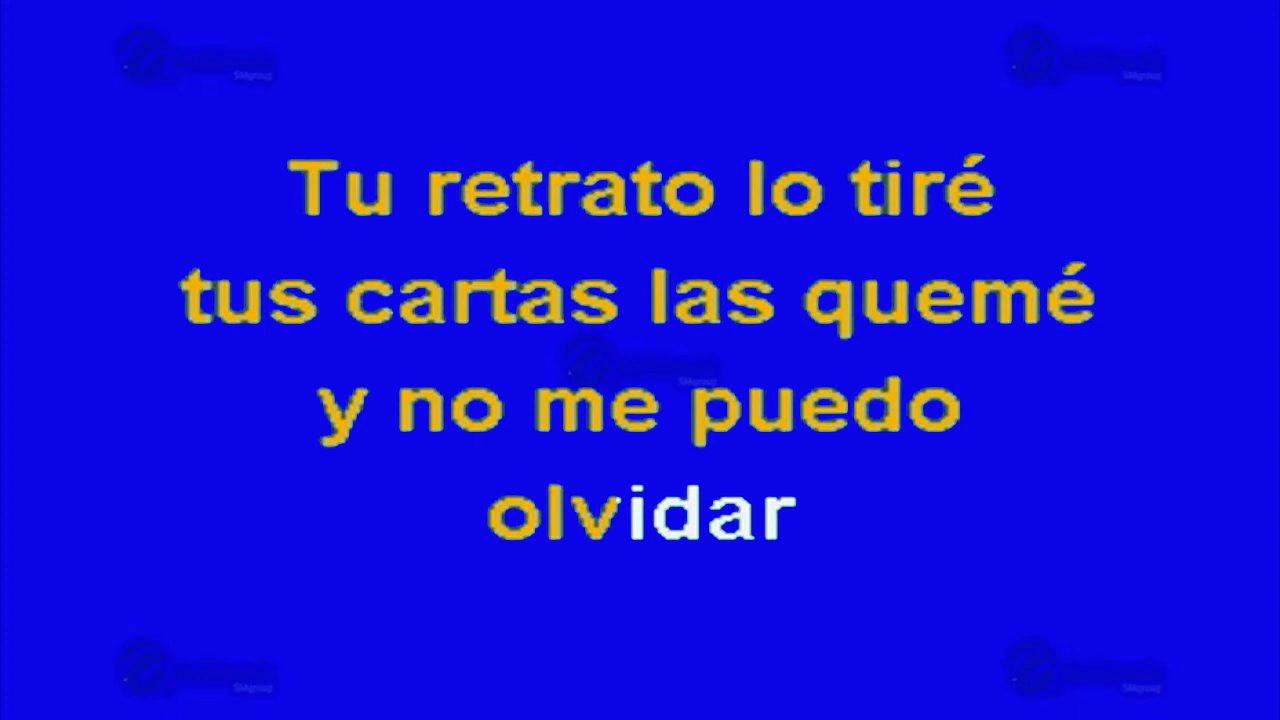 Tu retrato lo tiré
tus cartas las quemé
y no me puedo
olvidar